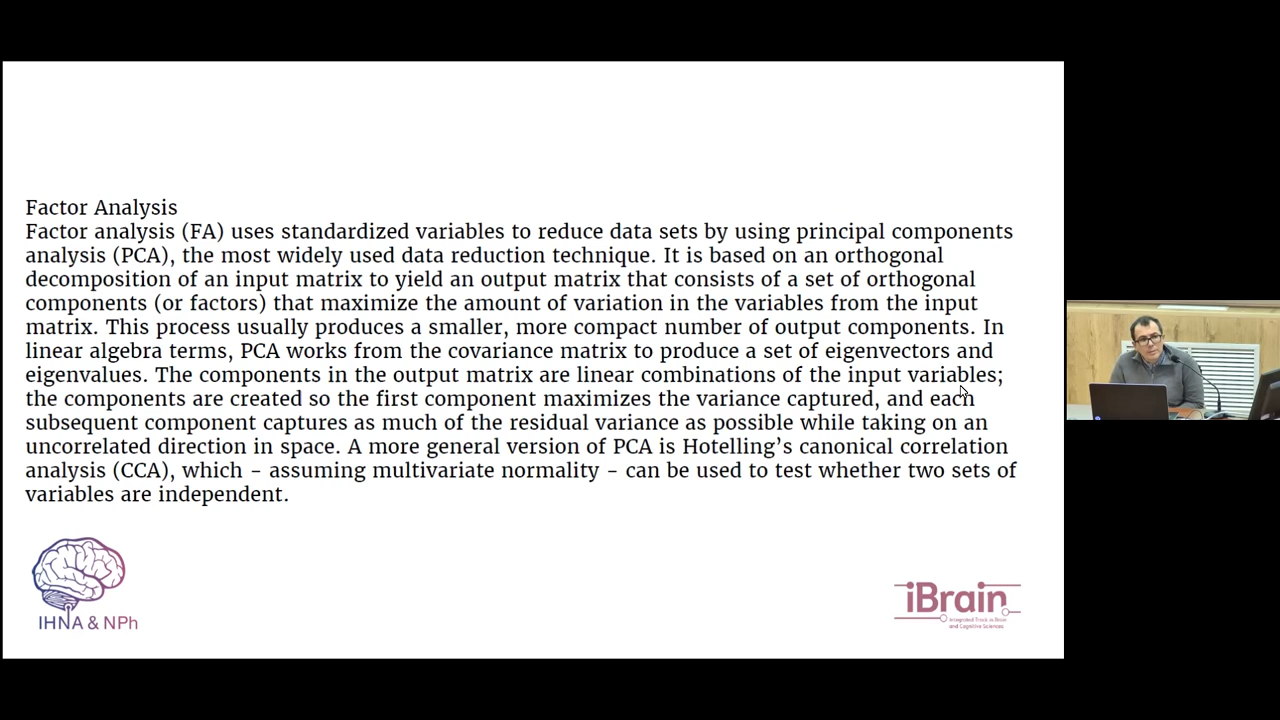 Factor Analysis
Factor analysis (FA) uses standardized variables to reduce data sets by using principal components
analysis (PCA), the most widely used data reduction technique. It is based on an orthogonal
decomposition of an input matrix to yield an output matrix that consists of a set of orthogonal
components (or factors) that maximize the amount of variation in the variables from the input
matrix. This process usually produces a smaller, more compact number of output components. In
linear algebra terms, PCA works from the covariance matrix to produce a set of eigenvectors and
eigenvalues. The components in the output matrix are linear combinations of the input variables;
the components are created so the first component maximizes the variance captured, and each
subsequent component captures as much of the residual variance as possible while taking on an
uncorrelated direction in space. A more general version of PCA is Hotelling's canonical correlation
analysis (CCA), which - assuming multivariate normality - can be used to test whether two sets of
variables are independent.
IHNA & NPh
iBrain
Integrated Track in Brain
and Cognitive Sciences